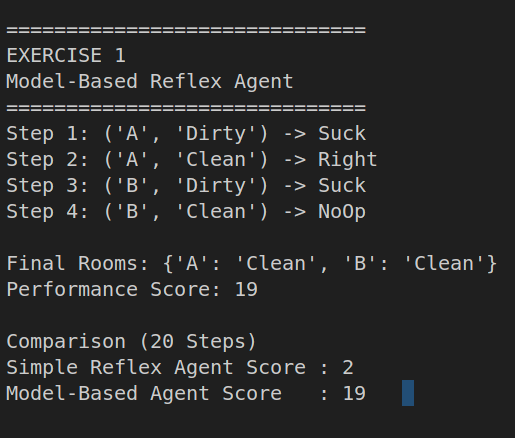 ==============================
EXERCISE 1
Model-Based Reflex Agent
==============================
Step 1: ('A', 'Dirty') -> Suck
Step 2: ('A', 'Clean') -> Right
Step 3: ('B', 'Dirty') -> Suck
Step 4: ('B', 'Clean') -> NoOp

Final Rooms: {'A': 'Clean', 'B': 'Clean'}
Performance Score: 19

Comparison (20 Steps)
Simple Reflex Agent Score : 2
Model-Based Agent Score   : 19